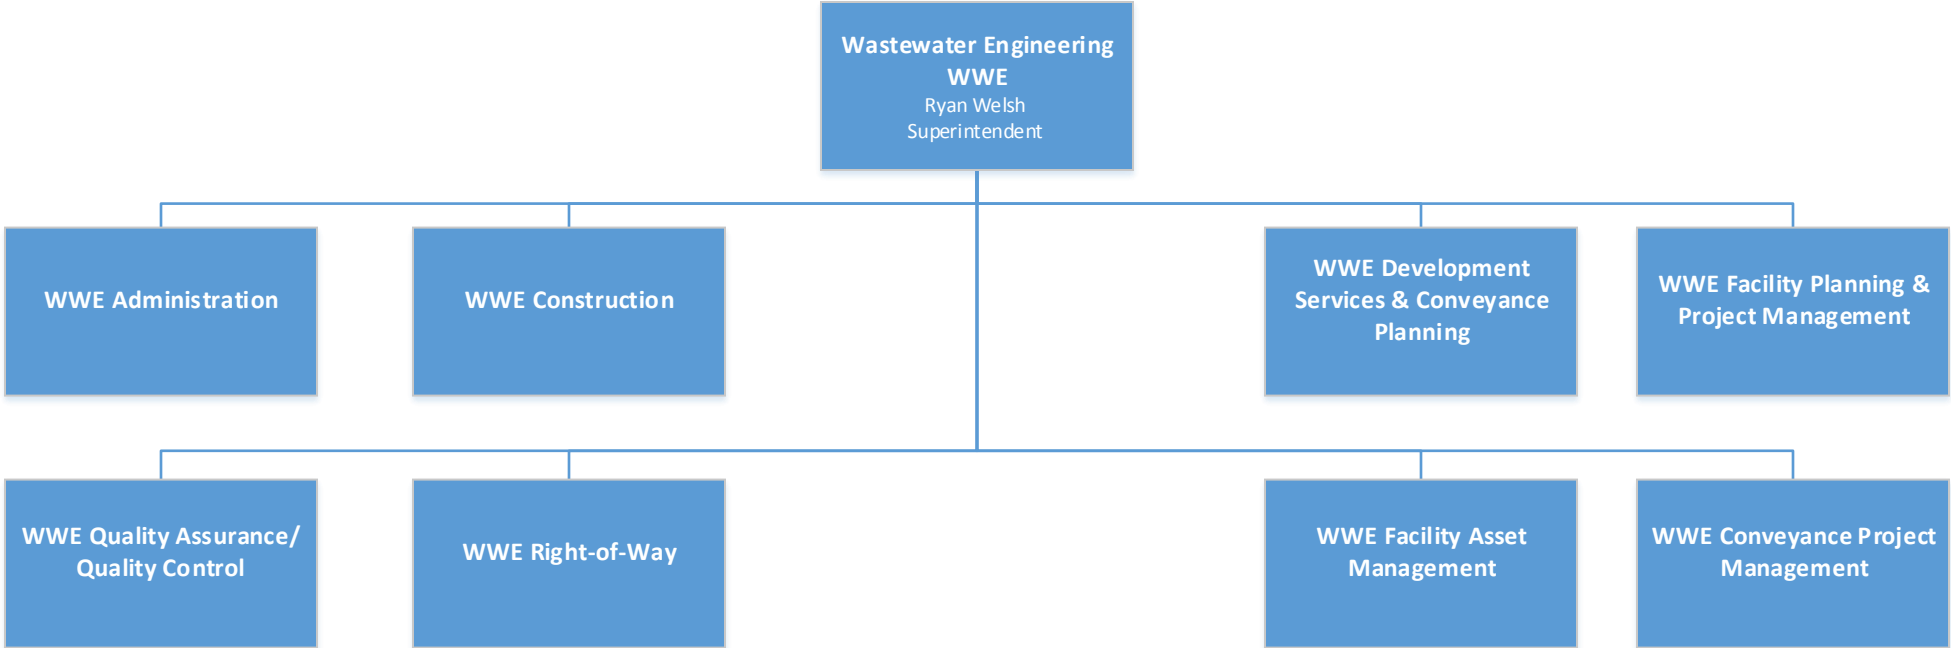 Wastewater Engineering
WWE
Ryan Welsh
Superintendent
WWE Administration
WWE Construction
WWE Development
Services & Conveyance
Planning
WWE Facility Planning &
Project Management
WWE Quality Assurance/
Quality Control
WWE Right-of-Way
WWE Facility Asset
Management
WWE Conveyance Project
Management